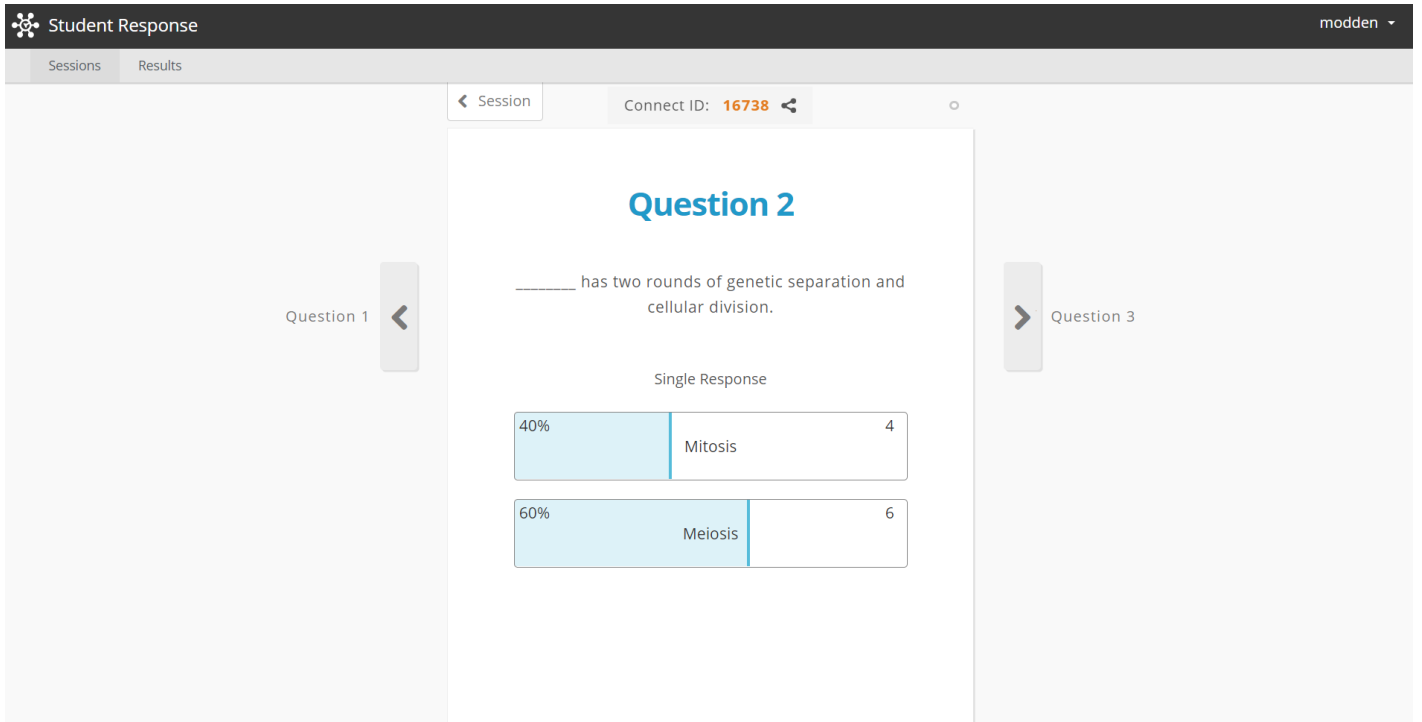 Student Response
modden
Sessions
Results
Session
Connect ID: 16738
Question 2
________ has two rounds of genetic separation and
cellular division.
Question 1
Question 3
Single Response
40%
4
Mitosis
60%
6
Meiosis